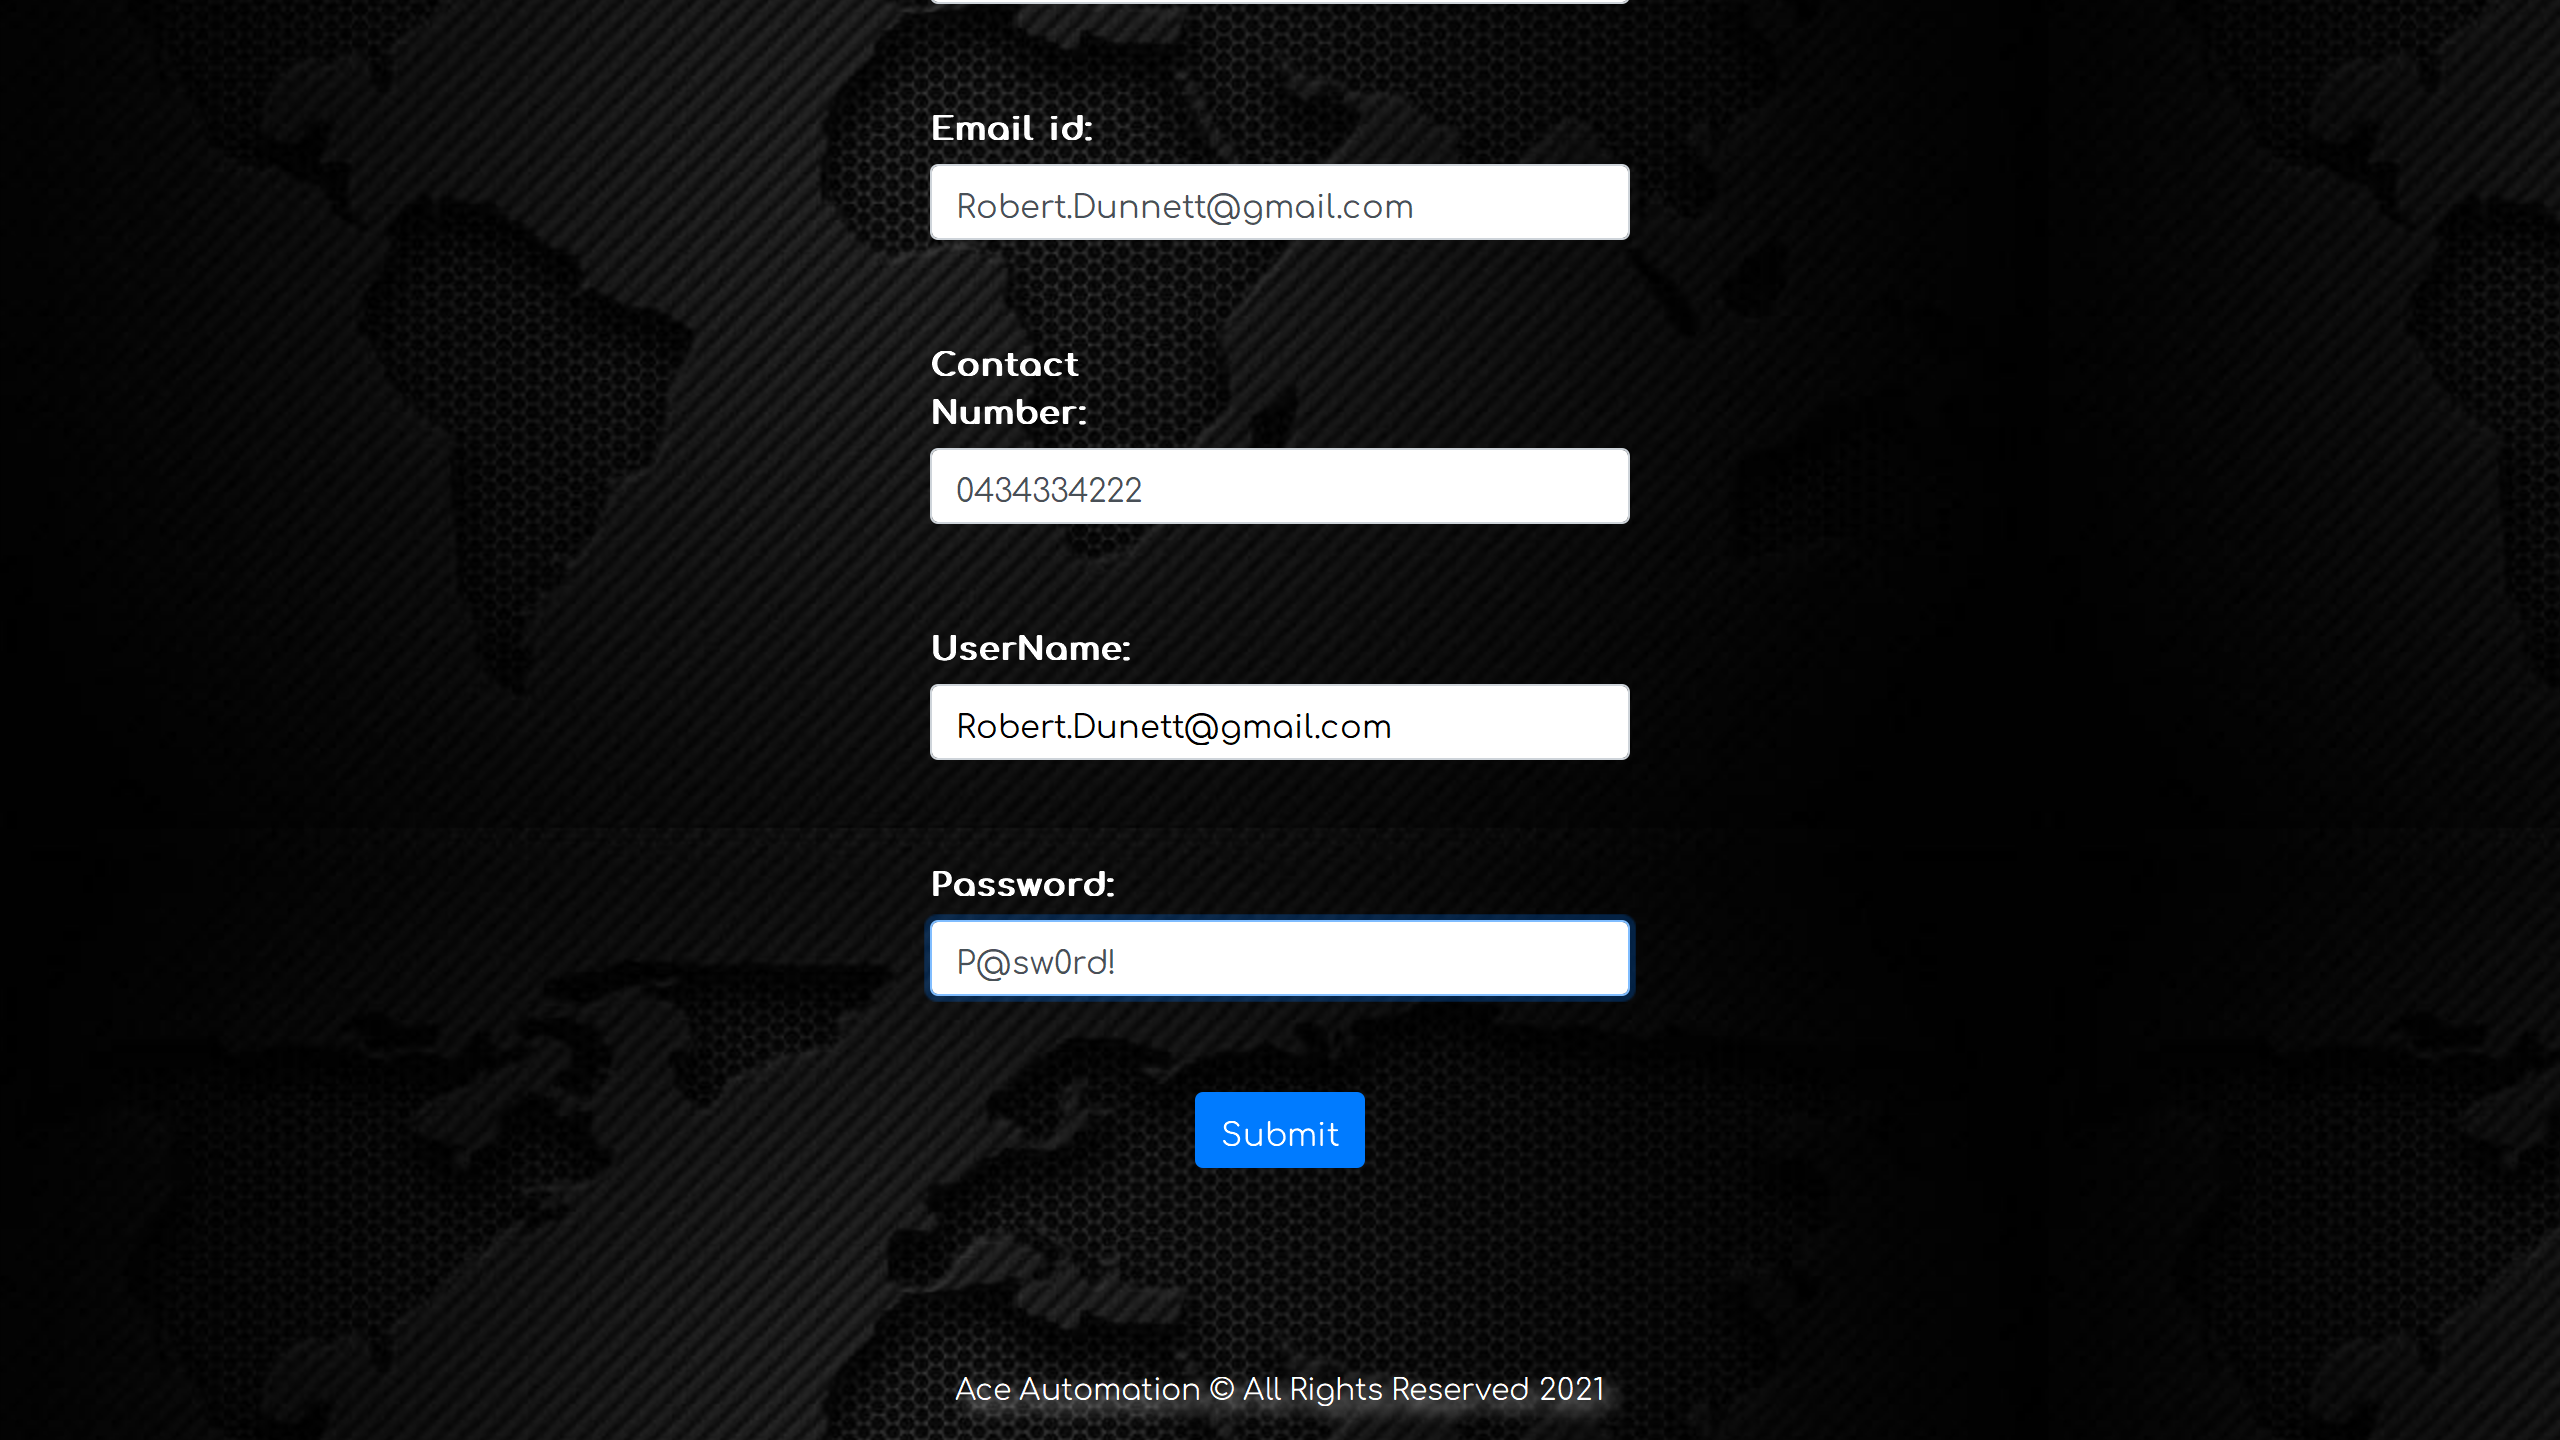 Email id:
Robert.Dunnett@gmail.com
Contact
Number:
0434334222
UserName:
Robert.Dunett@gmail.com
Password:
P@sw0rd!
Submit
Ace Automation © All Rights Reserved 2021